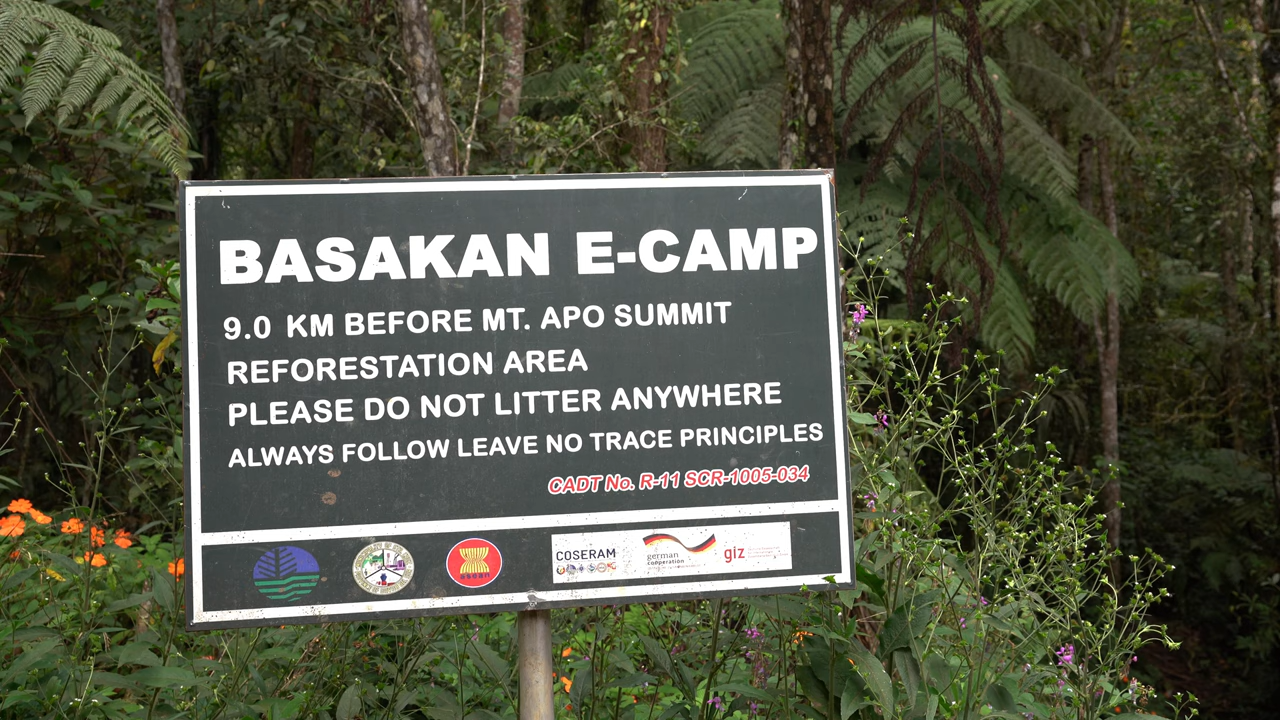 BASAKAN E-CAMP
9.0 KM BEFORE MT. APO SUMMIT
REFORESTATION AREA
PLEASE DO NOT LITTER ANYWHERE
ALWAYS FOLLOW LEAVE NO TRACE PRINCIPLES
CADT No. R-11 SCR-1005-034
asean
COSERAM
german
cooperation
giz